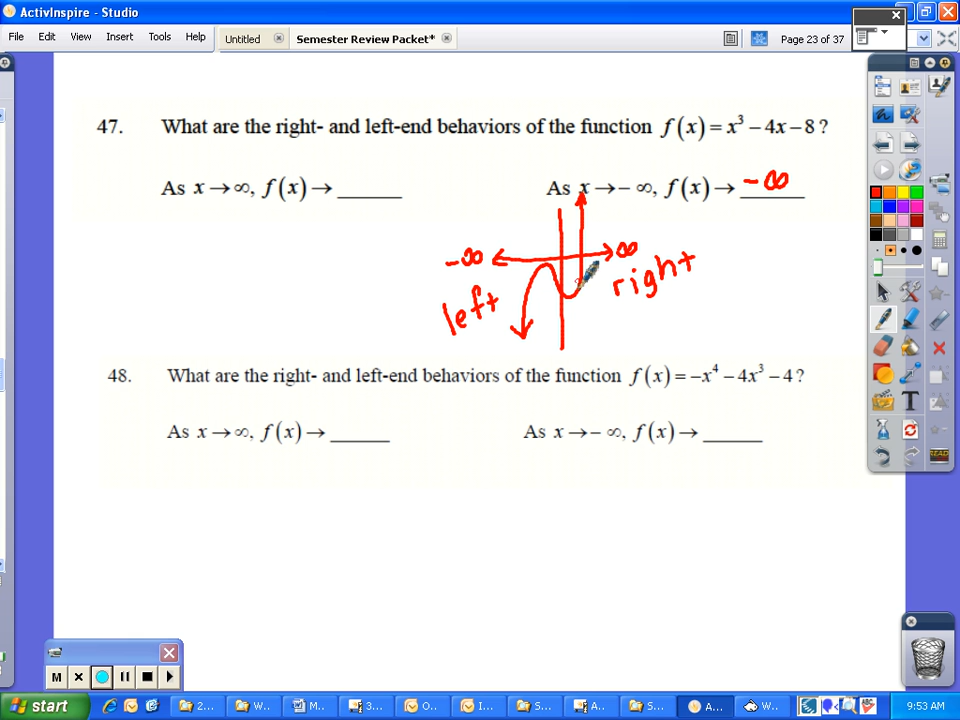 ActivInspire - Studio
File Edit View Insert Tools Help
Untitled
Semester Review Packet*
Page 23 of 37
47. What are the right- and left-end behaviors of the function f(x) = x³ – 4x – 8 ?
As x → ∞, f(x) → ______
As x → – ∞, f(x) → -∞
-∞
∞
left
right
48. What are the right- and left-end behaviors of the function f(x) = –x⁴ – 4x³ – 4 ?
As x → ∞, f(x) → ______
As x → – ∞, f(x) → ______
T
READ
M
start
2...
W...
M...
3...
O...
I...
S...
A...
S...
A...
W...
9:53 AM